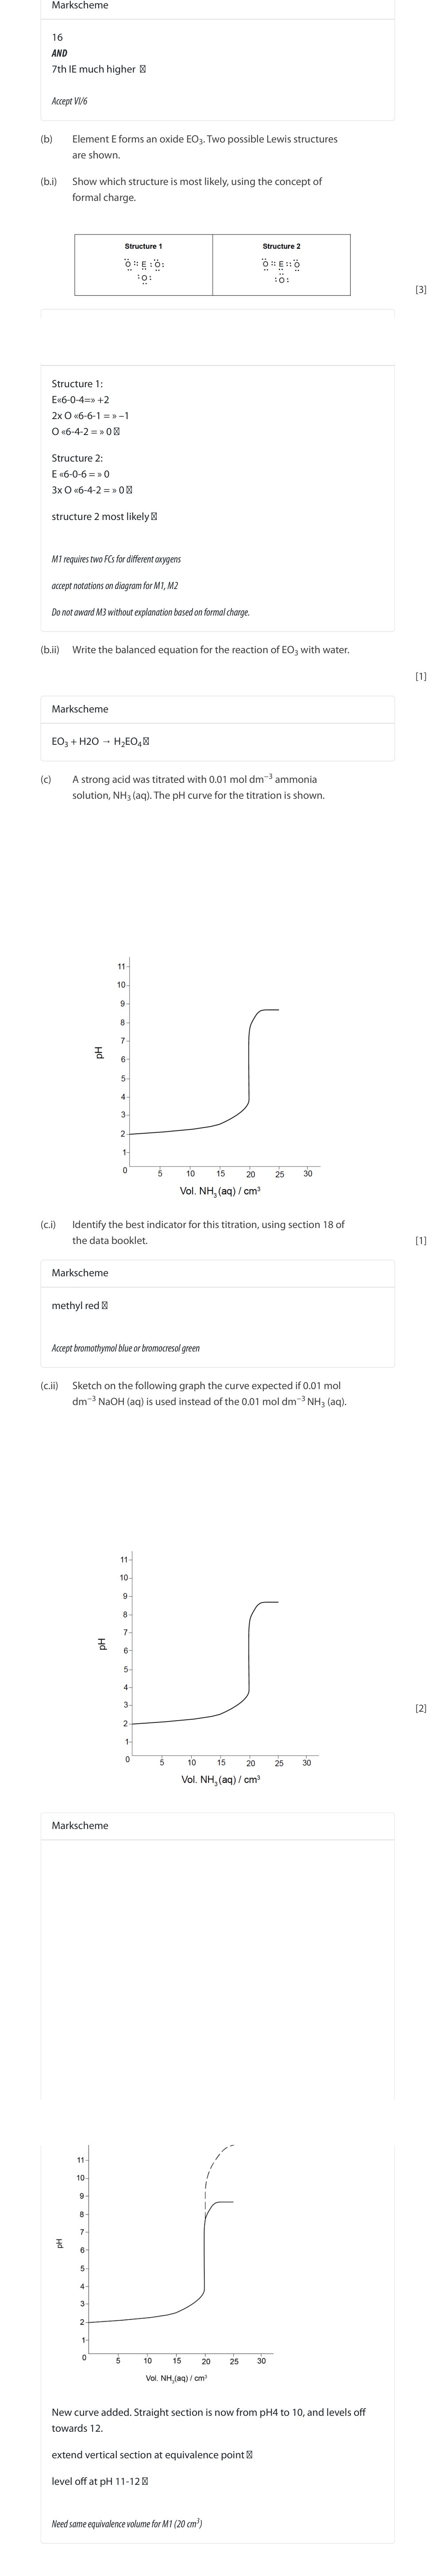 Markscheme
16
AND
7th IE much higher 
Accept VI/6
(b) Element E forms an oxide EO₃. Two possible Lewis structures
are shown.
(b.i) Show which structure is most likely, using the concept of
formal charge.
Structure 1 Structure 2
O :: E : O : O :: E :: O
: O : : O :
[3]
Structure 1:
E«6-0-4=» +2
2x O «6-6-1 = » –1
O «6-4-2 = » 0
Structure 2:
E «6-0-6 = » 0
3x O «6-4-2 = » 0
structure 2 most likely
M1 requires two FCs for different oxygens
accept notations on diagram for M1, M2
Do not award M3 without explanation based on formal charge.
(b.ii) Write the balanced equation for the reaction of EO₃ with water.
[1]
Markscheme
EO₃ + H2O → H₂EO₄
(c) A strong acid was titrated with 0.01 mol dm⁻³ ammonia
solution, NH₃ (aq). The pH curve for the titration is shown.
11
10
9
8
7
6
5
4
3
2
1
0
pH
5 10 15 20 25 30
Vol. NH₃(aq) / cm³
(c.i) Identify the best indicator for this titration, using section 18 of
the data booklet.
[1]
Markscheme
methyl red
Accept bromothymol blue or bromocresol green
(c.ii) Sketch on the following graph the curve expected if 0.01 mol
dm⁻³ NaOH (aq) is used instead of the 0.01 mol dm⁻³ NH₃ (aq).
11
10
9
8
7
6
5
4
3
2
1
0
pH
5 10 15 20 25 30
Vol. NH₃(aq) / cm³
[2]
Markscheme
11
10
9
8
7
6
5
4
3
2
1
0
pH
5 10 15 20 25 30
Vol. NH₃(aq) / cm³
New curve added. Straight section is now from pH4 to 10, and levels off
towards 12.
extend vertical section at equivalence point
level off at pH 11-12
Need same equivalence volume for M1 (20 cm³)